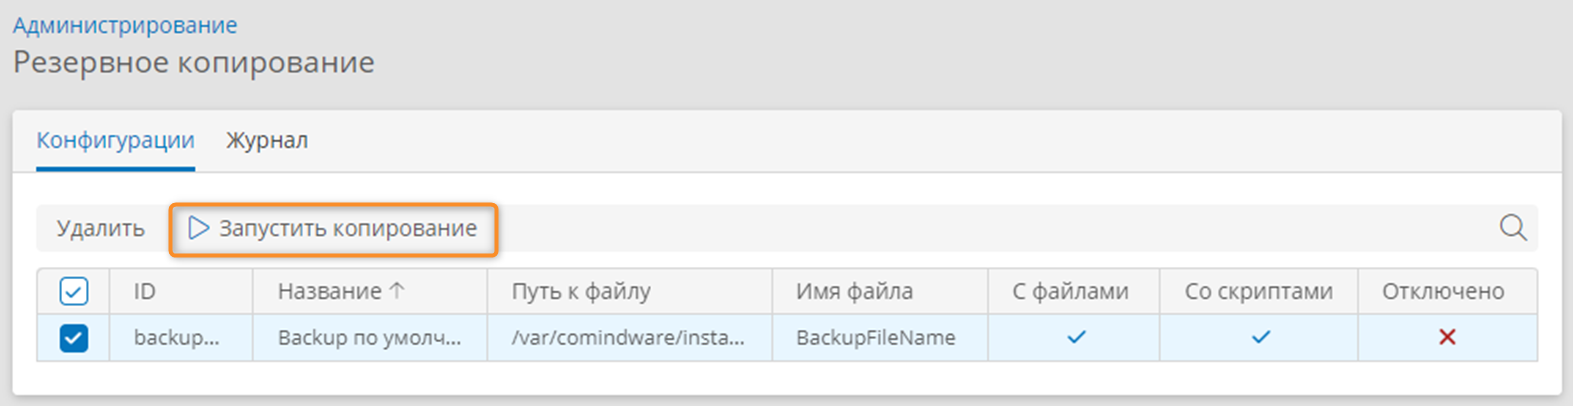 Администрирование
Резервное копирование
Конфигурации Журнал
Удалить Запустить копирование
ID Название ↑ Путь к файлу Имя файла С файлами Со скриптами Отключено
backup... Backup по умолч... /var/comindware/insta... BackupFileName